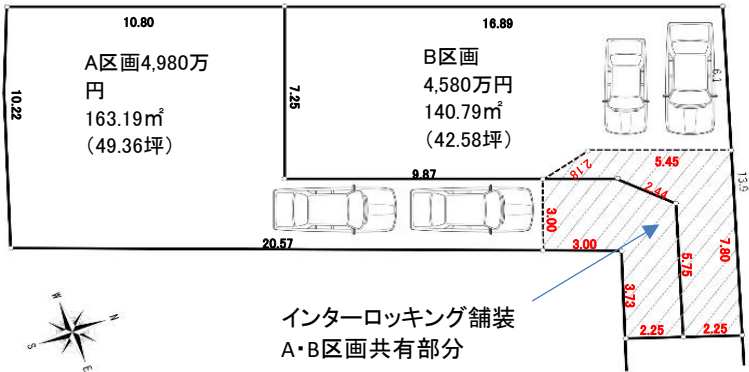 10.80
16.89
A区画4,980万
円
163.19㎡
（49.36坪）
B区画
4,580万円
140.79㎡
（42.58坪）
10.22
7.25
6.1
9.87
2.18
5.45
2.44
13.9
3.00
20.57
3.00
3.73
5.75
7.80
2.25
2.25
インターロッキング舗装
A・B区画共有部分
W
N
S
E